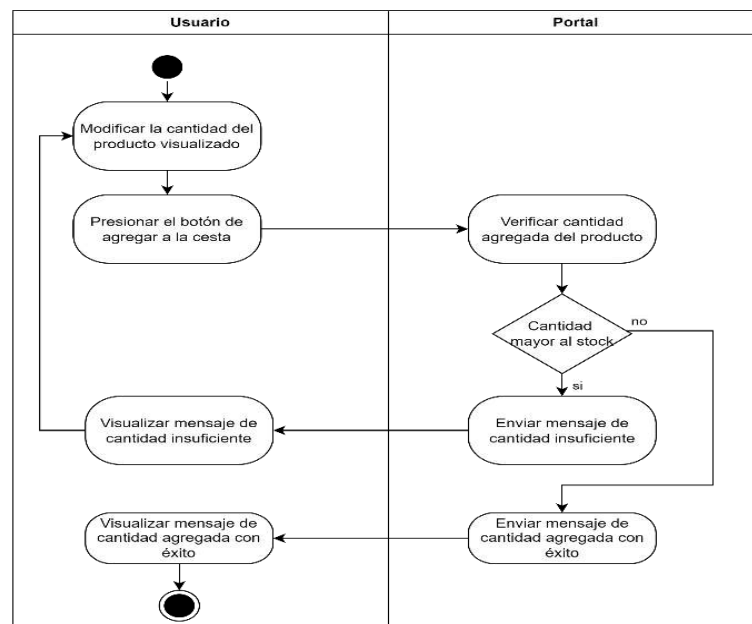 Usuario
Portal
Modificar la cantidad del
producto visualizado
Presionar el botón de
agregar a la cesta
Verificar cantidad
agregada del producto
Cantidad
mayor al stock
no
si
Visualizar mensaje de
cantidad insuficiente
Enviar mensaje de
cantidad insuficiente
Visualizar mensaje de
cantidad agregada con
éxito
Enviar mensaje de
cantidad agregada con
éxito